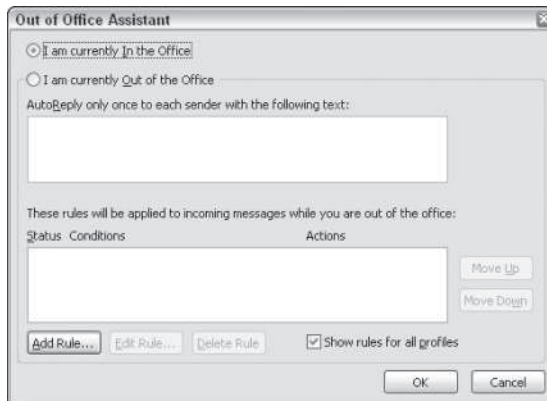 Out of Office Assistant
I am currently In the Office
I am currently Out of the Office
AutoReply only once to each sender with the following text:
These rules will be applied to incoming messages while you are out of the office:
Status Conditions Actions
Move Up
Move Down
Add Rule... Edit Rule... Delete Rule Show rules for all profiles
OK Cancel